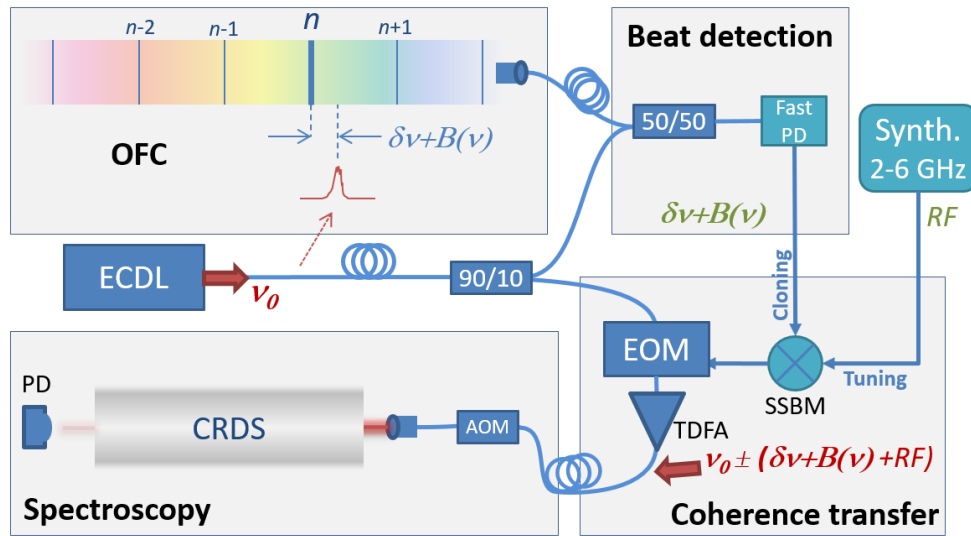 n-2
n-1
n
n+1
OFC
δν+B(ν)
Beat detection
50/50
Fast
PD
Synth.
2-6 GHz
δν+B(ν)
RF
ECDL
ν0
90/10
Cloning
EOM
Tuning
SSBM
PD
CRDS
AOM
TDFA
ν0 ± (δν+B(ν)+RF)
Spectroscopy
Coherence transfer